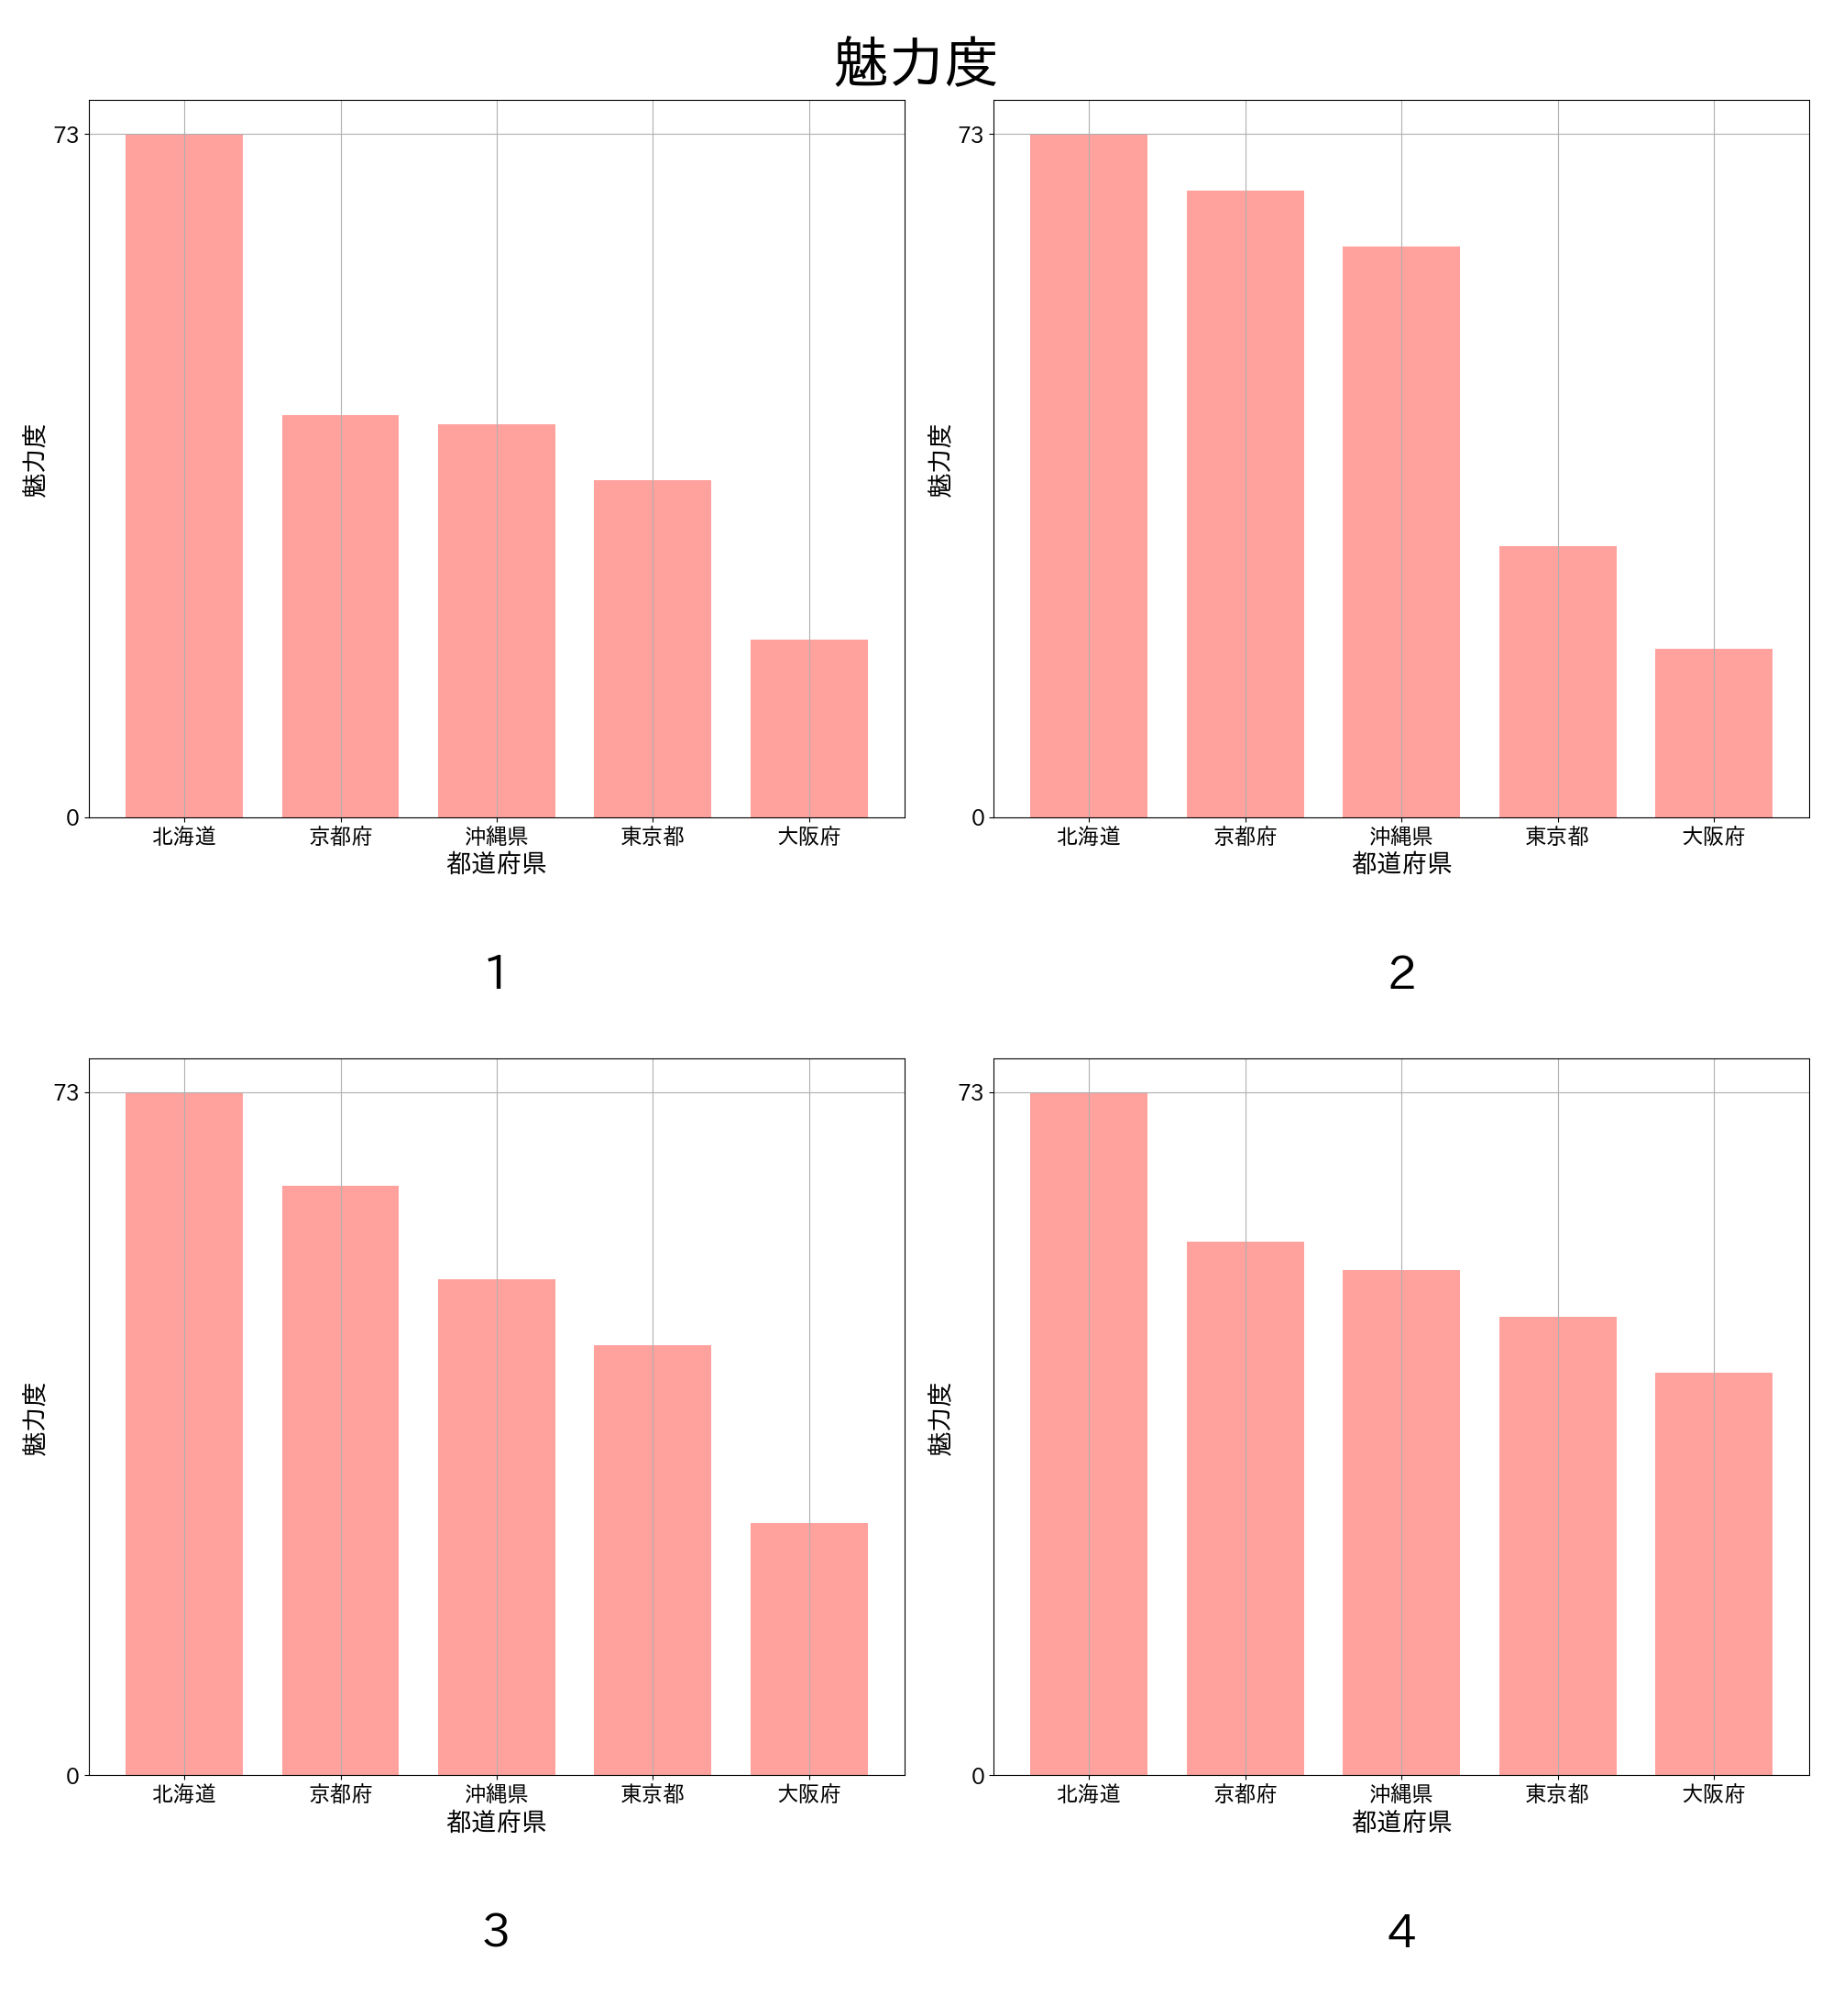 魅力度
73
0
魅力度
北海道 京都府 沖縄県 東京都 大阪府
都道府県
1
73
0
魅力度
北海道 京都府 沖縄県 東京都 大阪府
都道府県
2
73
0
魅力度
北海道 京都府 沖縄県 東京都 大阪府
都道府県
3
73
0
魅力度
北海道 京都府 沖縄県 東京都 大阪府
都道府県
4